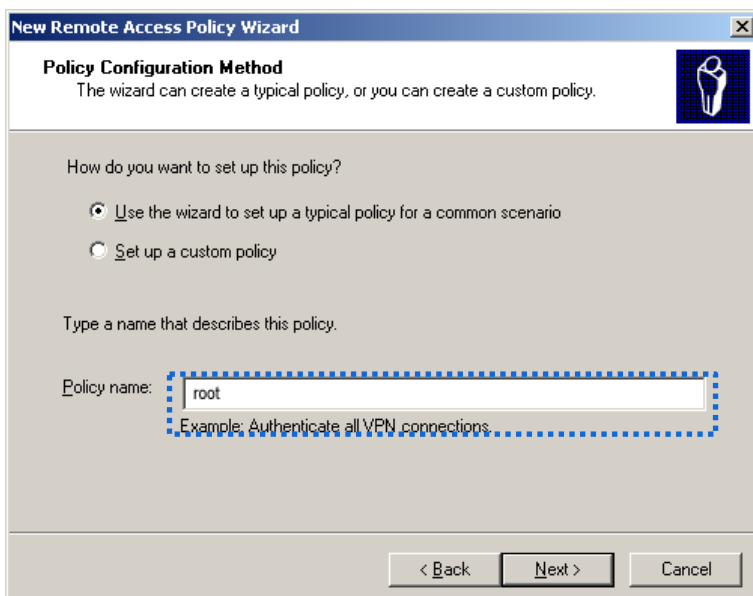 New Remote Access Policy Wizard
Policy Configuration Method
The wizard can create a typical policy, or you can create a custom policy.
How do you want to set up this policy?
Use the wizard to set up a typical policy for a common scenario
Set up a custom policy
Type a name that describes this policy.
Policy name:
root
Example: Authenticate all VPN connections.
< Back
Next >
Cancel